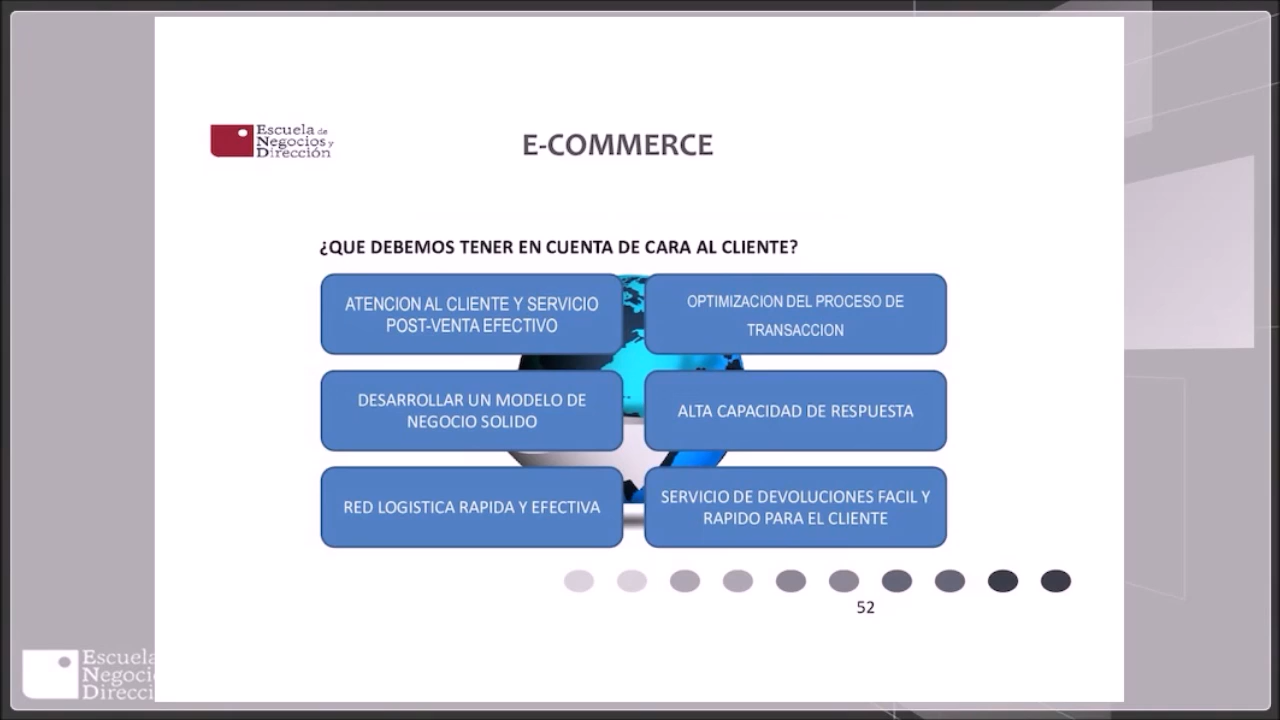 Escuela de
Negocios y
Dirección
E-COMMERCE
¿QUE DEBEMOS TENER EN CUENTA DE CARA AL CLIENTE?
ATENCION AL CLIENTE Y SERVICIO
POST-VENTA EFECTIVO
OPTIMIZACION DEL PROCESO DE
TRANSACCION
DESARROLLAR UN MODELO DE
NEGOCIO SOLIDO
ALTA CAPACIDAD DE RESPUESTA
RED LOGISTICA RAPIDA Y EFECTIVA
SERVICIO DE DEVOLUCIONES FACIL Y
RAPIDO PARA EL CLIENTE
52
Escuela
Negoci
Direcci